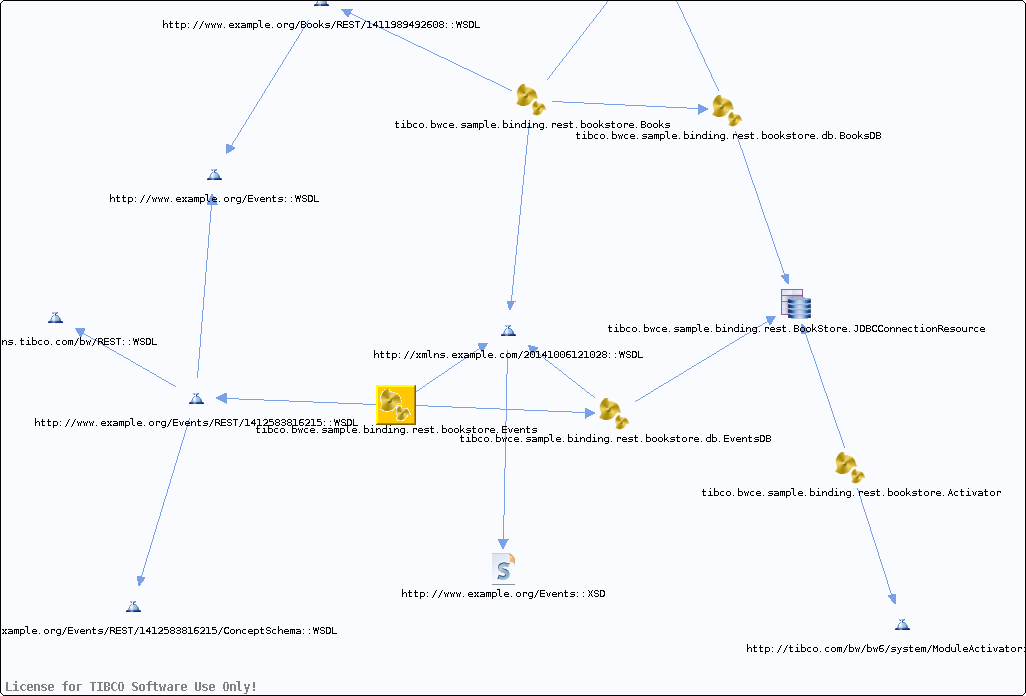 http://www.example.org/Books/REST/1411989492608::WSDL
tibco.bwce.sample.binding.rest.bookstore.Books
tibco.bwce.sample.binding.rest.bookstore.db.BooksDB
http://www.example.org/Events::WSDL
ns.tibco.com/bw/REST::WSDL
tibco.bwce.sample.binding.rest.BookStore.JDBCConnectionResource
http://xmlns.example.com/20141006121028::WSDL
http://www.example.org/Events/REST/1412583816215::WSDL
tibco.bwce.sample.binding.rest.bookstore.Events
tibco.bwce.sample.binding.rest.bookstore.db.EventsDB
tibco.bwce.sample.binding.rest.bookstore.Activator
http://www.example.org/Events::XSD
xample.org/Events/REST/1412583816215/ConceptSchema::WSDL
http://tibco.com/bw/bw6/system/ModuleActivator:
License for TIBCO Software Use Only!